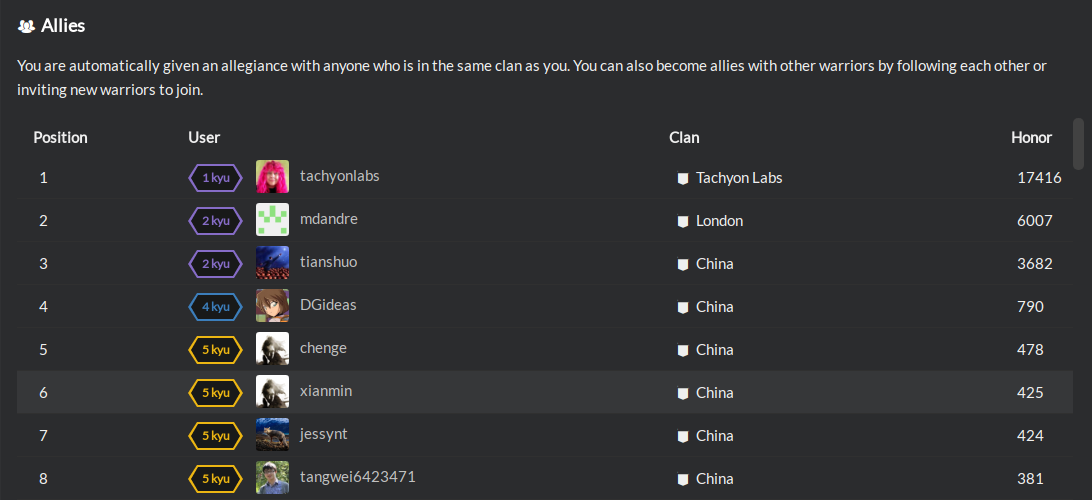 Allies
You are automatically given an allegiance with anyone who is in the same clan as you. You can also become allies with other warriors by following each other or
inviting new warriors to join.
Position User Clan Honor
1 1 kyu tachyonlabs Tachyon Labs 17416
2 2 kyu mdandre London 6007
3 2 kyu tianshuo China 3682
4 4 kyu DGideas China 790
5 5 kyu chenge China 478
6 5 kyu xianmin China 425
7 5 kyu jessynt China 424
8 5 kyu tangwei6423471 China 381